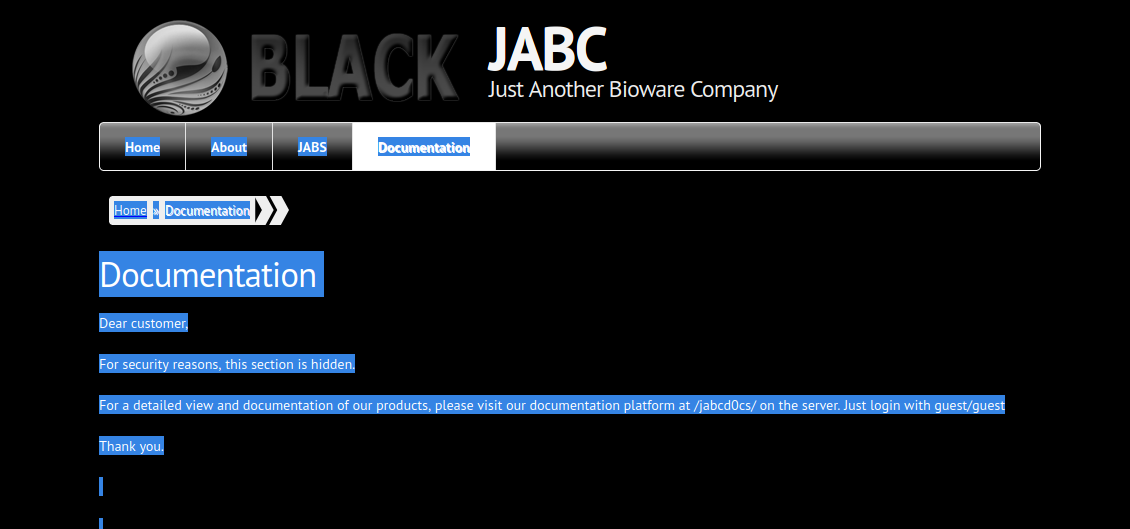 BLACK JABC
Just Another Bioware Company
Home About JABS Documentation
Home » Documentation
Documentation
Dear customer,
For security reasons, this section is hidden.
For a detailed view and documentation of our products, please visit our documentation platform at /jabcd0cs/ on the server. Just login with guest/guest
Thank you.